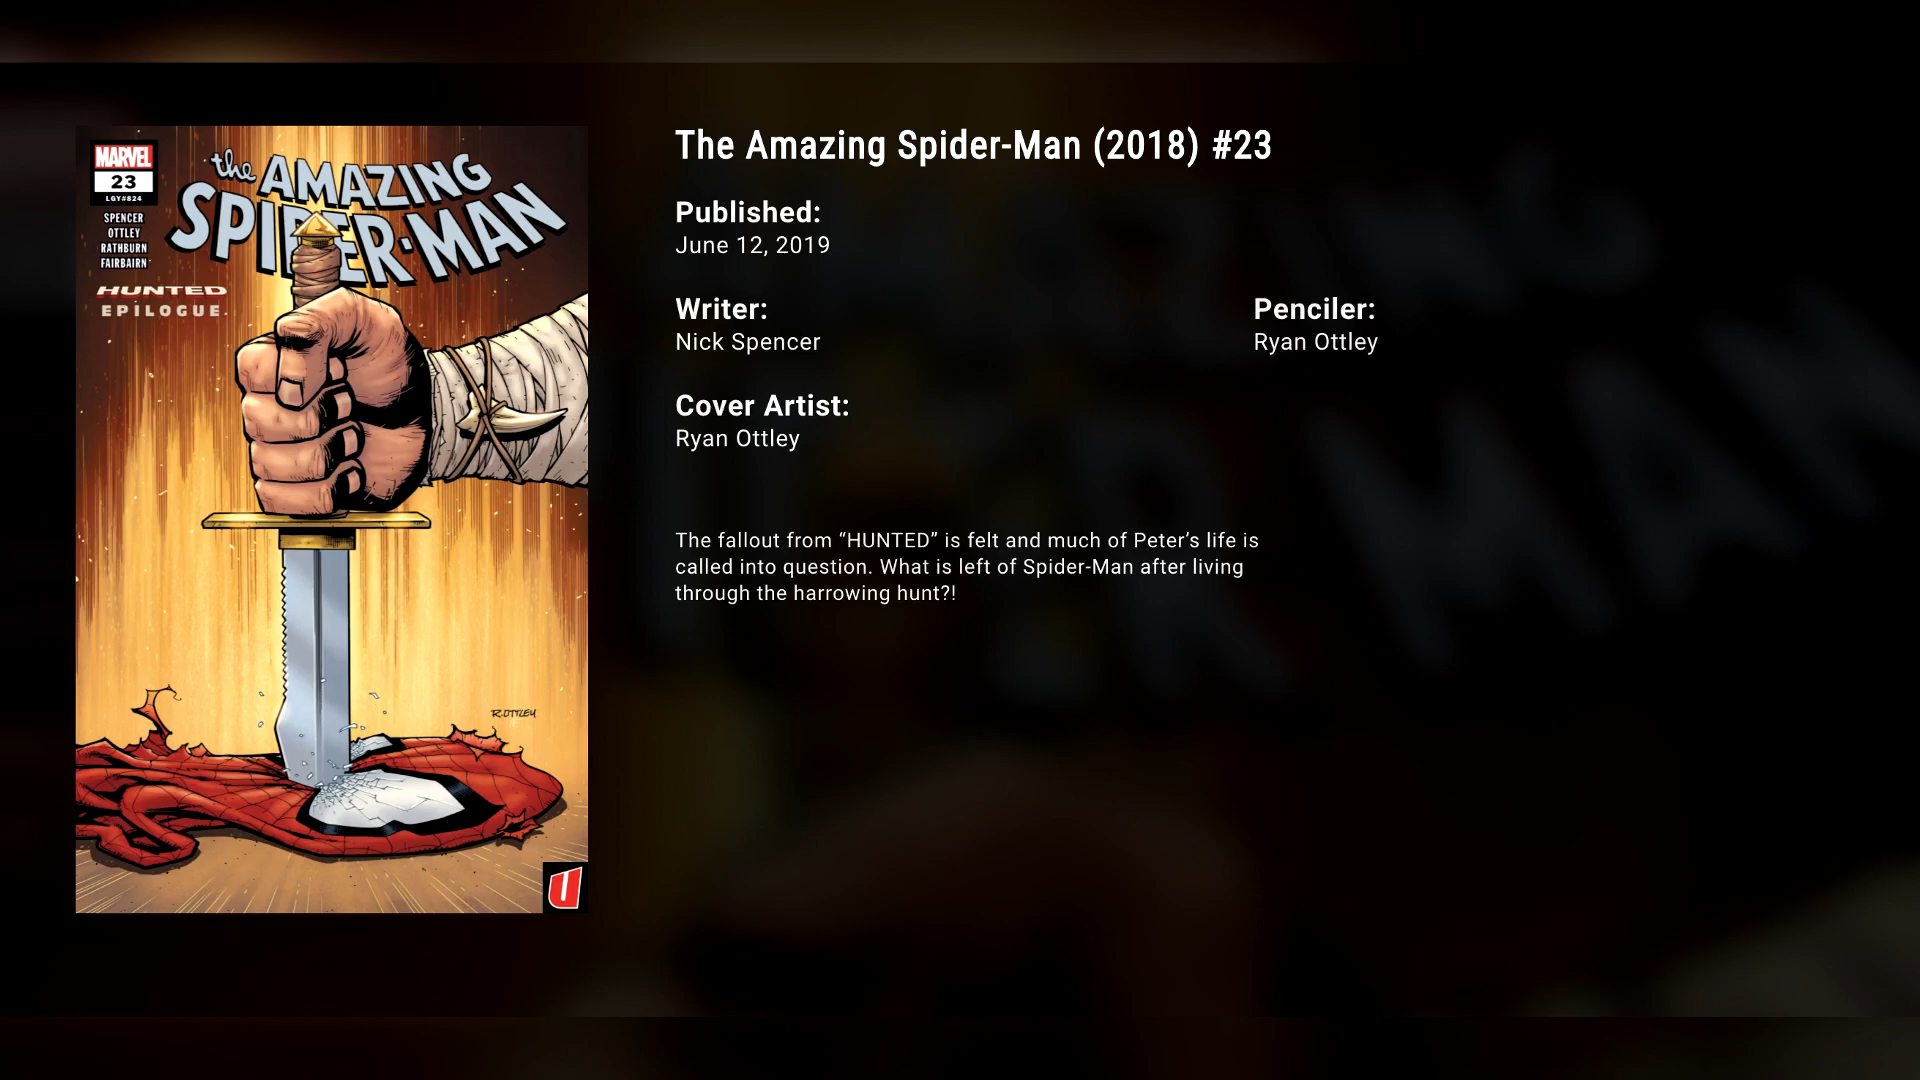 MARVEL
23
LGY#824
SPENCER
OTTLEY
RATHBURN
FAIRBAIRN
HUNTED
EPILOGUE
the AMAZING
SPIDER-MAN
R.OTTLEY
The Amazing Spider-Man (2018) #23
Published:
June 12, 2019
Writer:
Nick Spencer
Penciler:
Ryan Ottley
Cover Artist:
Ryan Ottley
The fallout from “HUNTED” is felt and much of Peter’s life is
called into question. What is left of Spider-Man after living
through the harrowing hunt?!